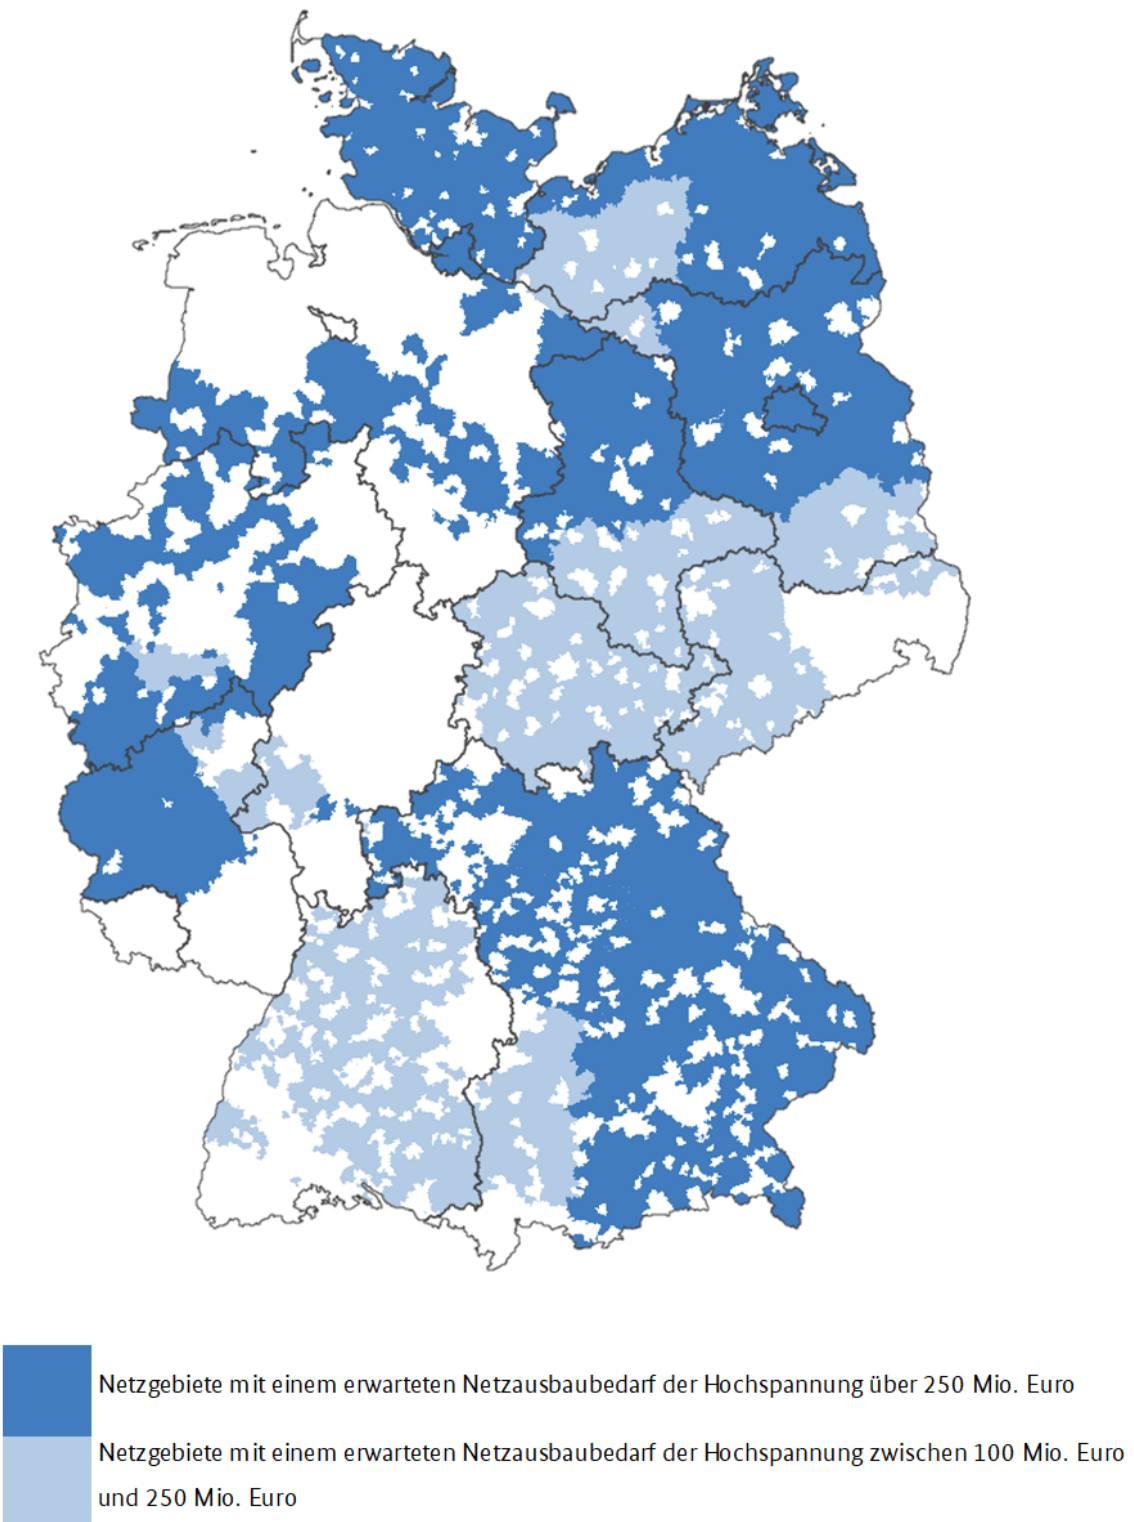 Netzgebiete mit einem erwarteten Netzausbaubedarf der Hochspannung über 250 Mio. Euro
Netzgebiete mit einem erwarteten Netzausbaubedarf der Hochspannung zwischen 100 Mio. Euro
und 250 Mio. Euro